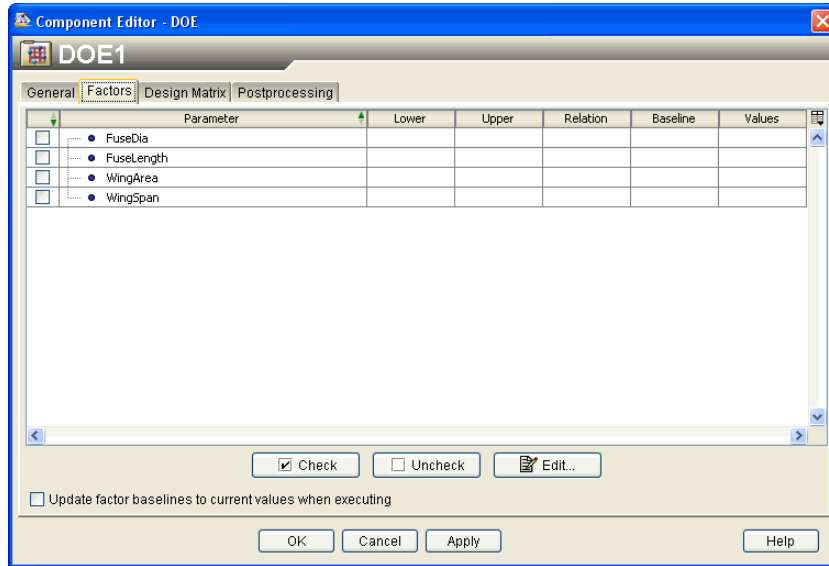 Component Editor - DOE
DOE1
General Factors Design Matrix Postprocessing
Parameter Lower Upper Relation Baseline Values
FuseDia
FuseLength
WingArea
WingSpan
Check Uncheck Edit...
Update factor baselines to current values when executing
OK Cancel Apply Help